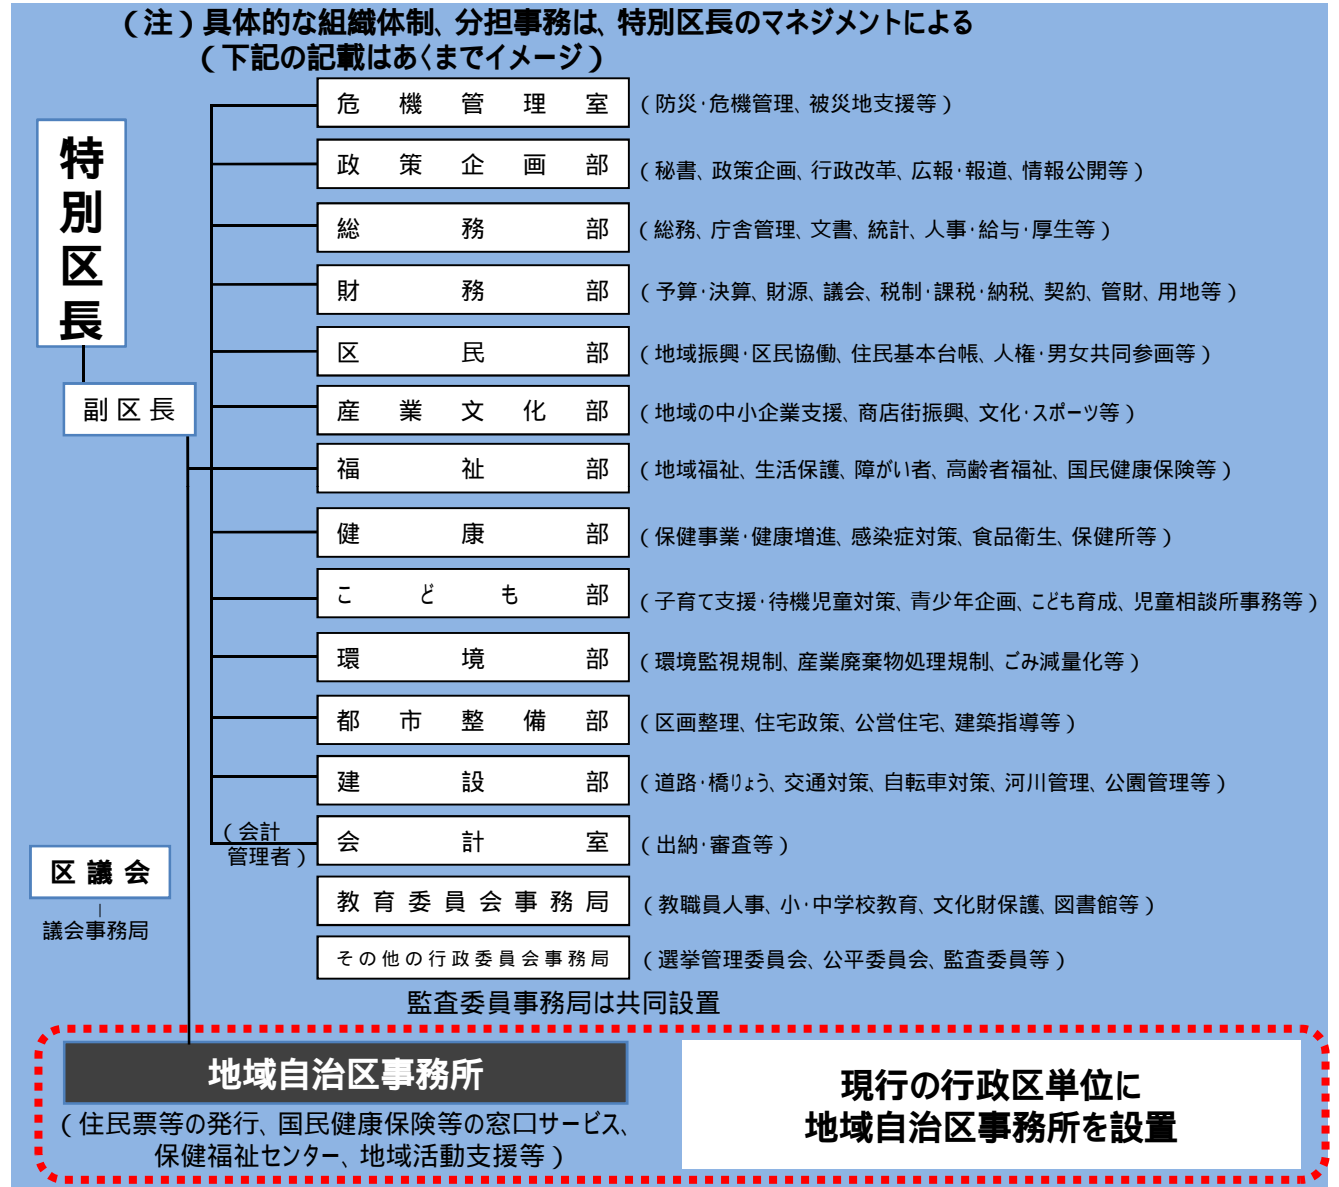 （注）具体的な組織体制、分担事務は、特別区長のマネジメントによる
（下記の記載はあくまでイメージ）
特別区長
副区長
危機管理室（防災・危機管理、被災地支援等）
政策企画部（秘書、政策企画、行政改革、広報・報道、情報公開等）
総務部（総務、庁舎管理、文書、統計、人事・給与・厚生等）
財務部（予算・決算、財源、議会、税制・課税・納税、契約、管財、用地等）
区民部（地域振興・区民協働、住民基本台帳、人権・男女共同参画等）
産業文化部（地域の中小企業支援、商店街振興、文化・スポーツ等）
福祉部（地域福祉、生活保護、障がい者、高齢者福祉、国民健康保険等）
健康部（保健事業・健康増進、感染症対策、食品衛生、保健所等）
こども部（子育て支援・待機児童対策、青少年企画、こども育成、児童相談所事務等）
環境部（環境監視規制、産業廃棄物処理規制、ごみ減量化等）
都市整備部（区画整理、住宅政策、公営住宅、建築指導等）
建設部（道路・橋りょう、交通対策、自転車対策、河川管理、公園管理等）
（会計
管理者）
会計室（出納・審査等）
区議会
議会事務局
教育委員会事務局（教職員人事、小・中学校教育、文化財保護、図書館等）
その他の行政委員会事務局（選挙管理委員会、公平委員会、監査委員等）
監査委員事務局は共同設置
地域自治区事務所
（住民票等の発行、国民健康保険等の窓口サービス、
保健福祉センター、地域活動支援等）
現行の行政区単位に
地域自治区事務所を設置